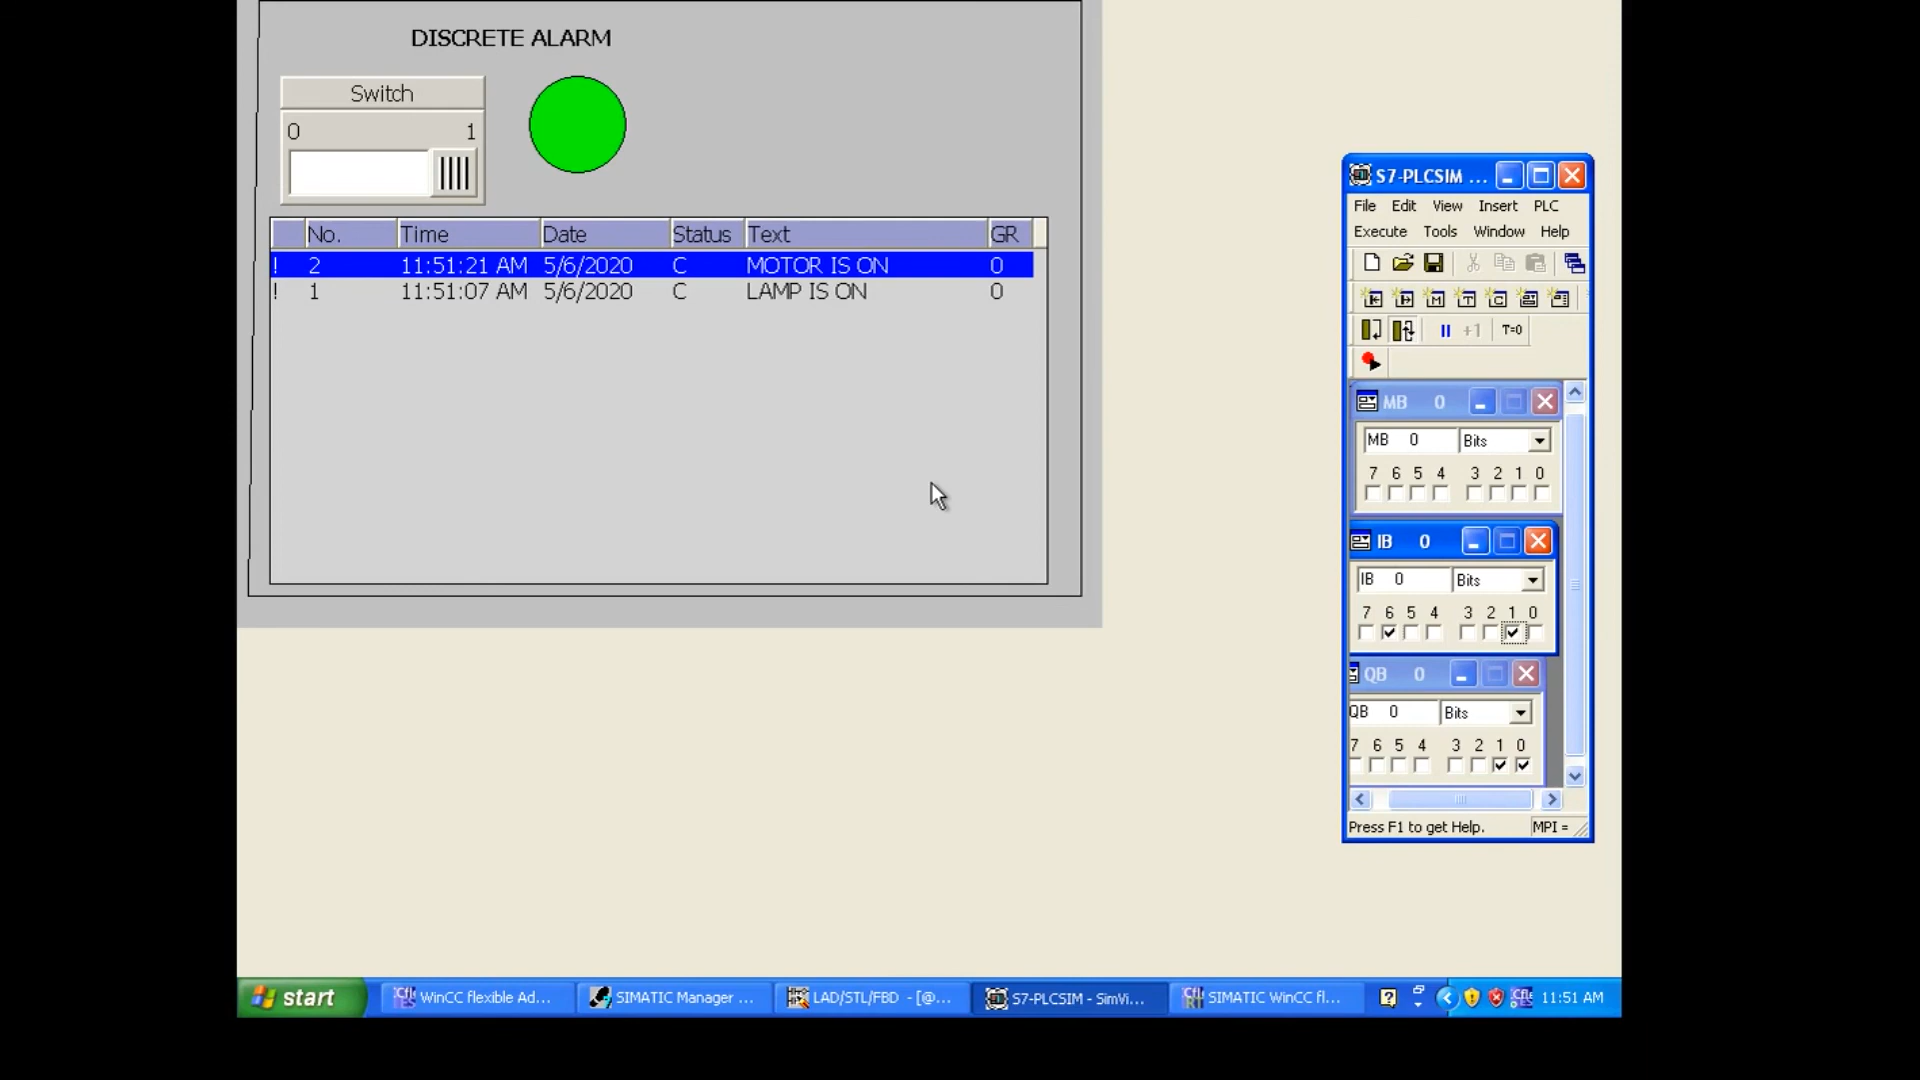 DISCRETE ALARM
Switch
0 1
No. Time Date Status Text GR
! 2 11:51:21 AM 5/6/2020 C MOTOR IS ON 0
! 1 11:51:07 AM 5/6/2020 C LAMP IS ON 0
S7-PLCSIM ...
File Edit View Insert PLC
Execute Tools Window Help
+1 T=0
MB 0
MB 0 Bits
7 6 5 4 3 2 1 0
IB 0
IB 0 Bits
7 6 5 4 3 2 1 0
QB 0
QB 0 Bits
7 6 5 4 3 2 1 0
Press F1 to get Help. MPI =
start WinCC flexible Ad... SIMATIC Manager ... LAD/STL/FBD - [@... S7-PLCSIM - SimVi... SIMATIC WinCC fl... 11:51 AM